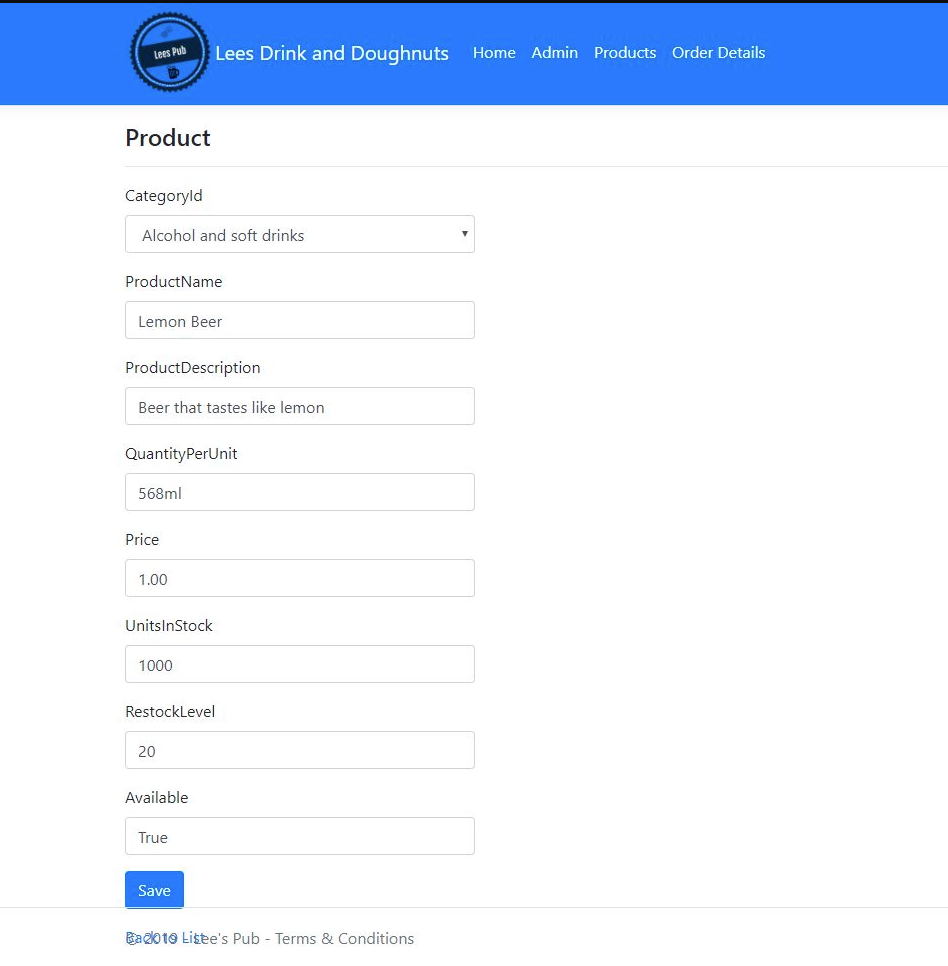 Lees Pub
Lees Drink and Doughnuts Home Admin Products Order Details
Product
CategoryId
Alcohol and soft drinks
ProductName
Lemon Beer
ProductDescription
Beer that tastes like lemon
QuantityPerUnit
568ml
Price
1.00
UnitsInStock
1000
RestockLevel
20
Available
True
Save
Back to List
© 2019 - Lee's Pub - Terms & Conditions